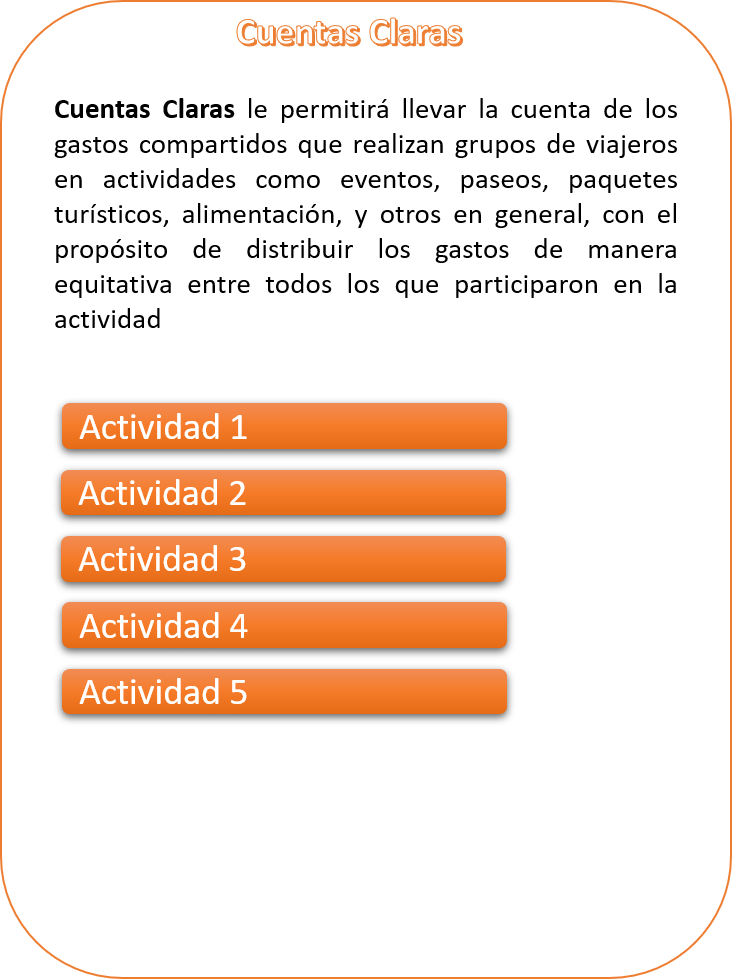 Cuentas Claras
Cuentas Claras le permitirá llevar la cuenta de los
gastos compartidos que realizan grupos de viajeros
en actividades como eventos, paseos, paquetes
turísticos, alimentación, y otros en general, con el
propósito de distribuir los gastos de manera
equitativa entre todos los que participaron en la
actividad
Actividad 1
Actividad 2
Actividad 3
Actividad 4
Actividad 5